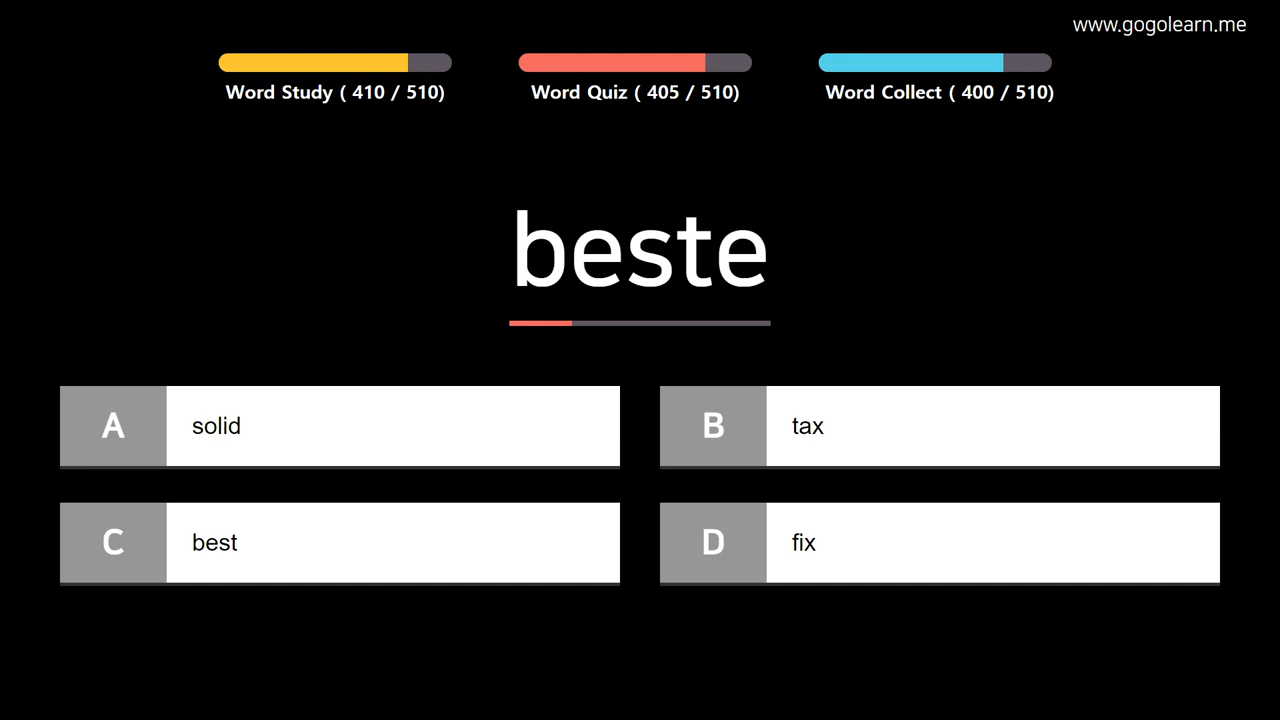 www.gogolearn.me
Word Study ( 410 / 510)
Word Quiz ( 405 / 510)
Word Collect ( 400 / 510)
beste
A solid
B tax
C best
D fix